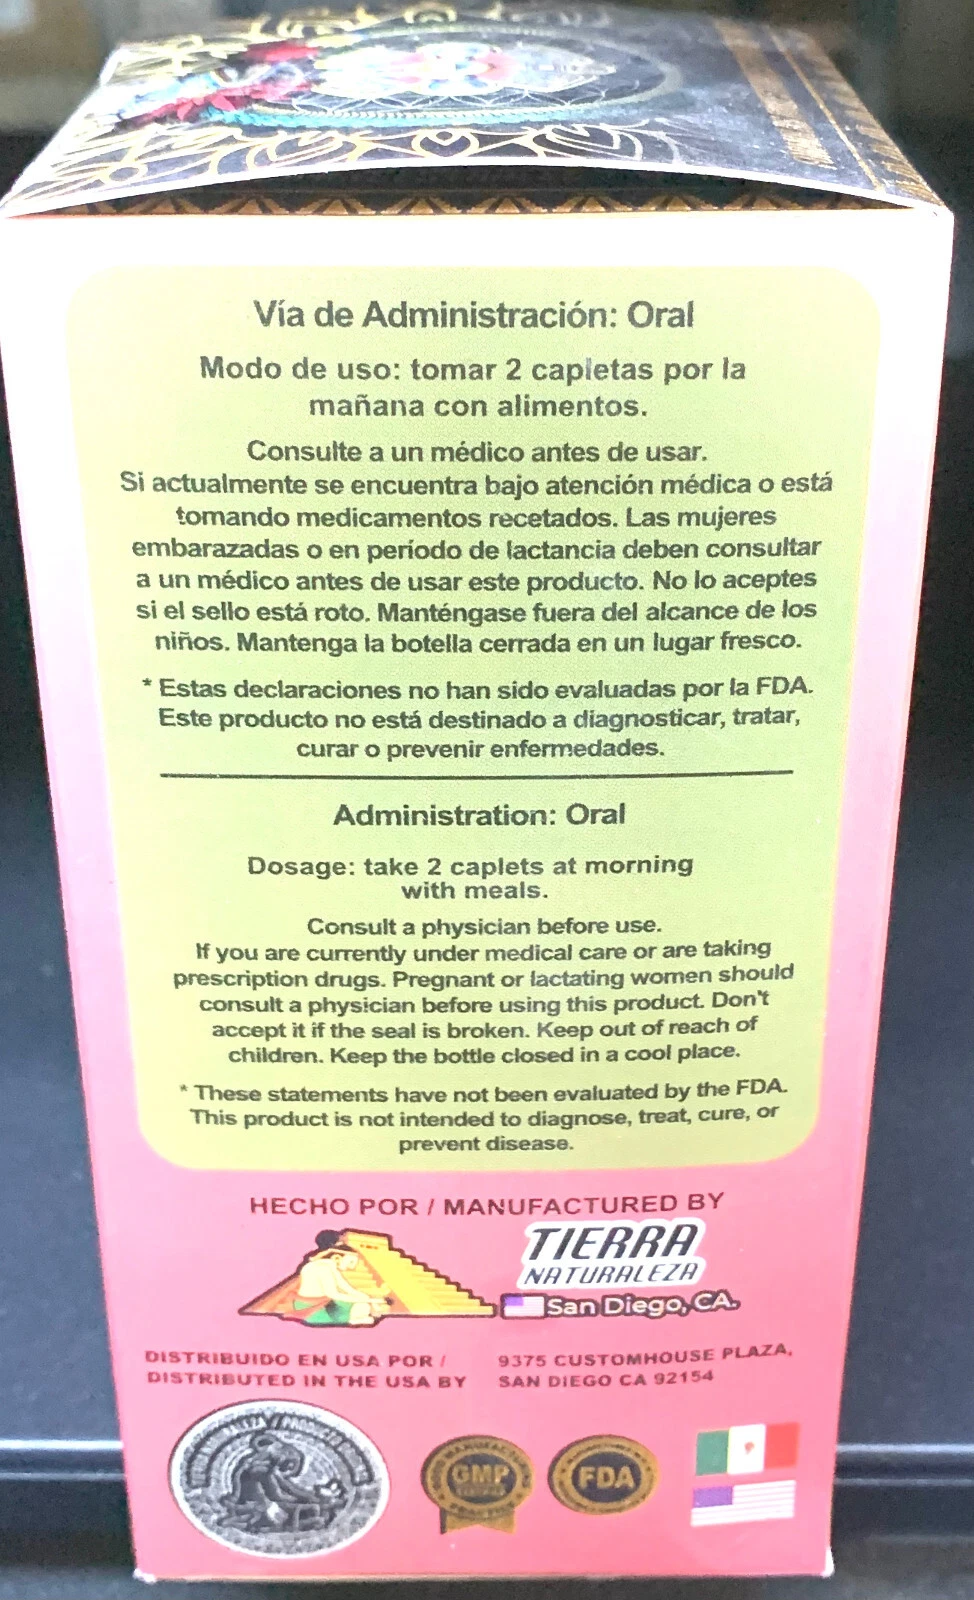 Vía de Administración: Oral
Modo de uso: tomar 2 capletas por la
mañana con alimentos.
Consulte a un médico antes de usar.
Si actualmente se encuentra bajo atención médica o está
tomando medicamentos recetados. Las mujeres
embarazadas o en período de lactancia deben consultar
a un médico antes de usar este producto. No lo aceptes
si el sello está roto. Manténgase fuera del alcance de los
niños. Mantenga la botella cerrada en un lugar fresco.
* Estas declaraciones no han sido evaluadas por la FDA.
Este producto no está destinado a diagnosticar, tratar,
curar o prevenir enfermedades.
Administration: Oral
Dosage: take 2 caplets at morning
with meals.
Consult a physician before use.
If you are currently under medical care or are taking
prescription drugs. Pregnant or lactating women should
consult a physician before using this product. Don't
accept it if the seal is broken. Keep out of reach of
children. Keep the bottle closed in a cool place.
* These statements have not been evaluated by the FDA.
This product is not intended to diagnose, treat, cure, or
prevent disease.
HECHO POR / MANUFACTURED BY
TIERRA
NATURALEZA
San Diego, CA.
DISTRIBUIDO EN USA POR /
DISTRIBUTED IN THE USA BY
9375 CUSTOMHOUSE PLAZA,
SAN DIEGO CA 92154
GMP
FDA